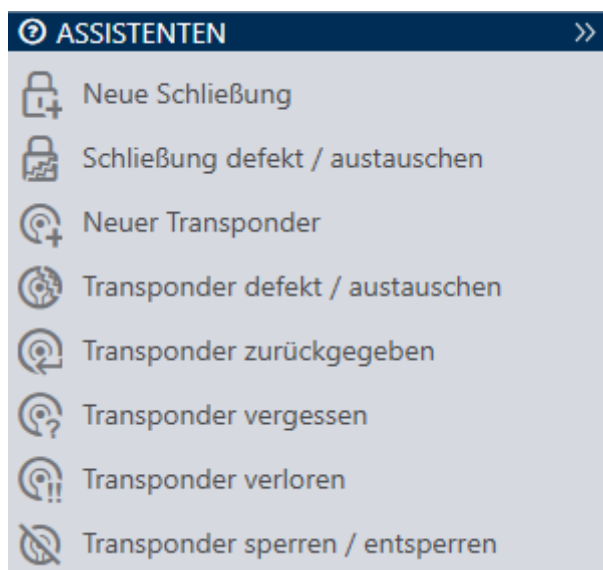 ASSISTENTEN
Neue Schließung
Schließung defekt / austauschen
Neuer Transponder
Transponder defekt / austauschen
Transponder zurückgegeben
Transponder vergessen
Transponder verloren
Transponder sperren / entsperren